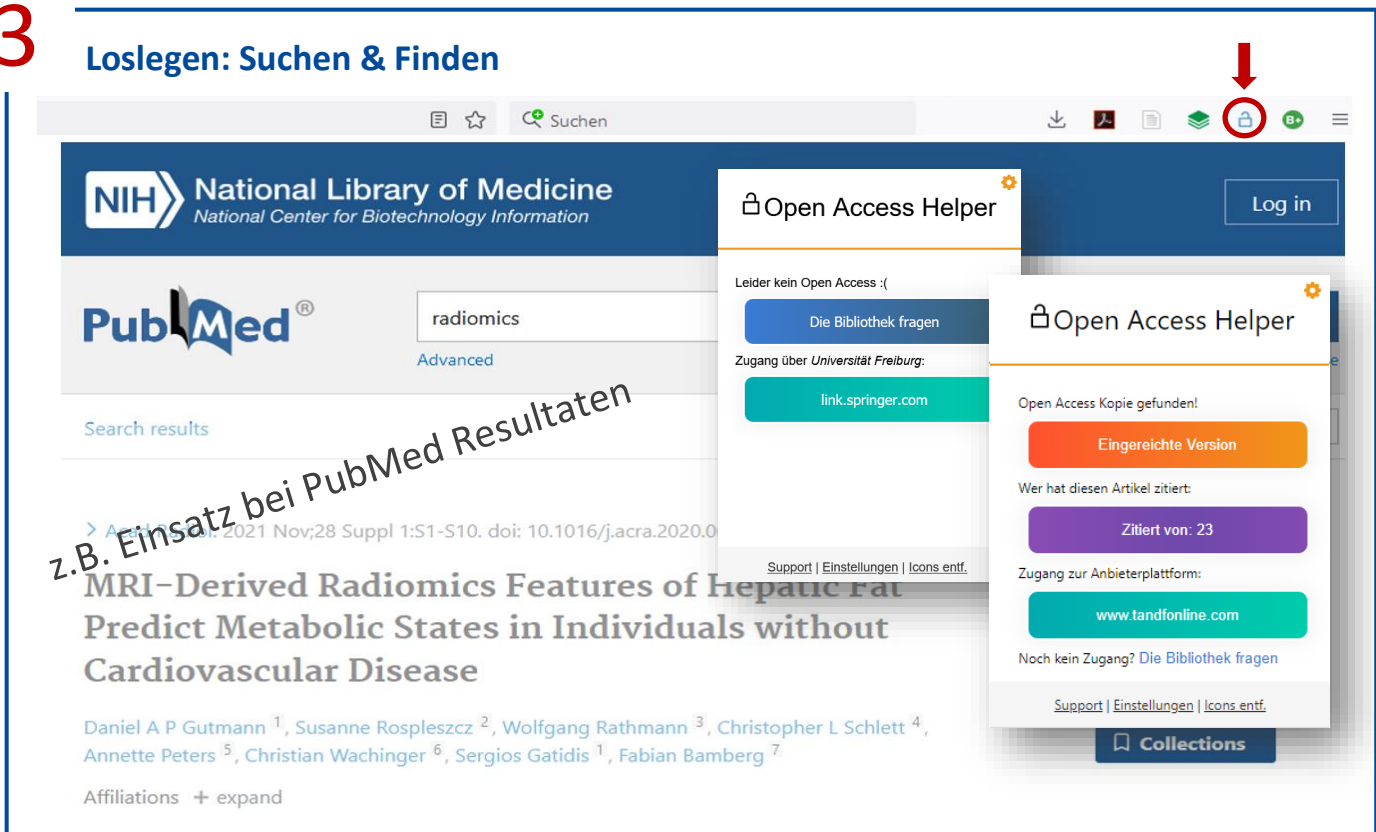 3
Loslegen: Suchen & Finden
Suchen
B+
NIH
National Library of Medicine
National Center for Biotechnology Information
Log in
PubMed®
radiomics
Advanced
Search results
z.B. Einsatz bei PubMed Resultaten
> Acad Radiol. 2021 Nov;28 Suppl 1:S1-S10. doi: 10.1016/j.acra.2020.0
MRI-Derived Radiomics Features of Hepatic Fat
Predict Metabolic States in Individuals without
Cardiovascular Disease
Daniel A P Gutmann 1, Susanne Rospleszcz 2, Wolfgang Rathmann 3, Christopher L Schlett 4,
Annette Peters 5, Christian Wachinger 6, Sergios Gatidis 1, Fabian Bamberg 7
Affiliations + expand
Open Access Helper
Leider kein Open Access :(
Die Bibliothek fragen
Zugang über Universität Freiburg:
link.springer.com
Support | Einstellungen | Icons entf.
Open Access Helper
Open Access Kopie gefunden!
Eingereichte Version
Wer hat diesen Artikel zitiert:
Zitiert von: 23
Zugang zur Anbieterplattform:
www.tandfonline.com
Noch kein Zugang? Die Bibliothek fragen
Support | Einstellungen | Icons entf.
Collections